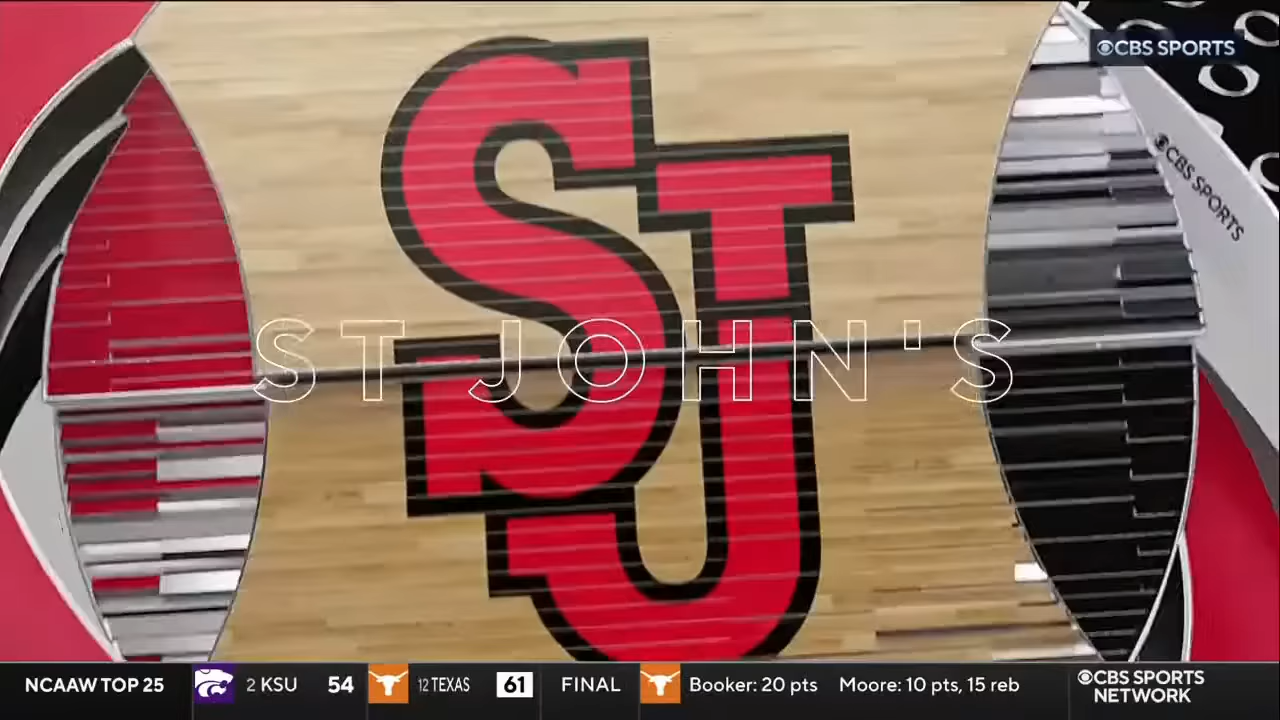 CBS SPORTS
CBS SPORTS
STJ
ST JOHN'S
NCAAW TOP 25 2 KSU 54 12 TEXAS 61 FINAL Booker: 20 pts Moore: 10 pts, 15 reb CBS SPORTS
NETWORK